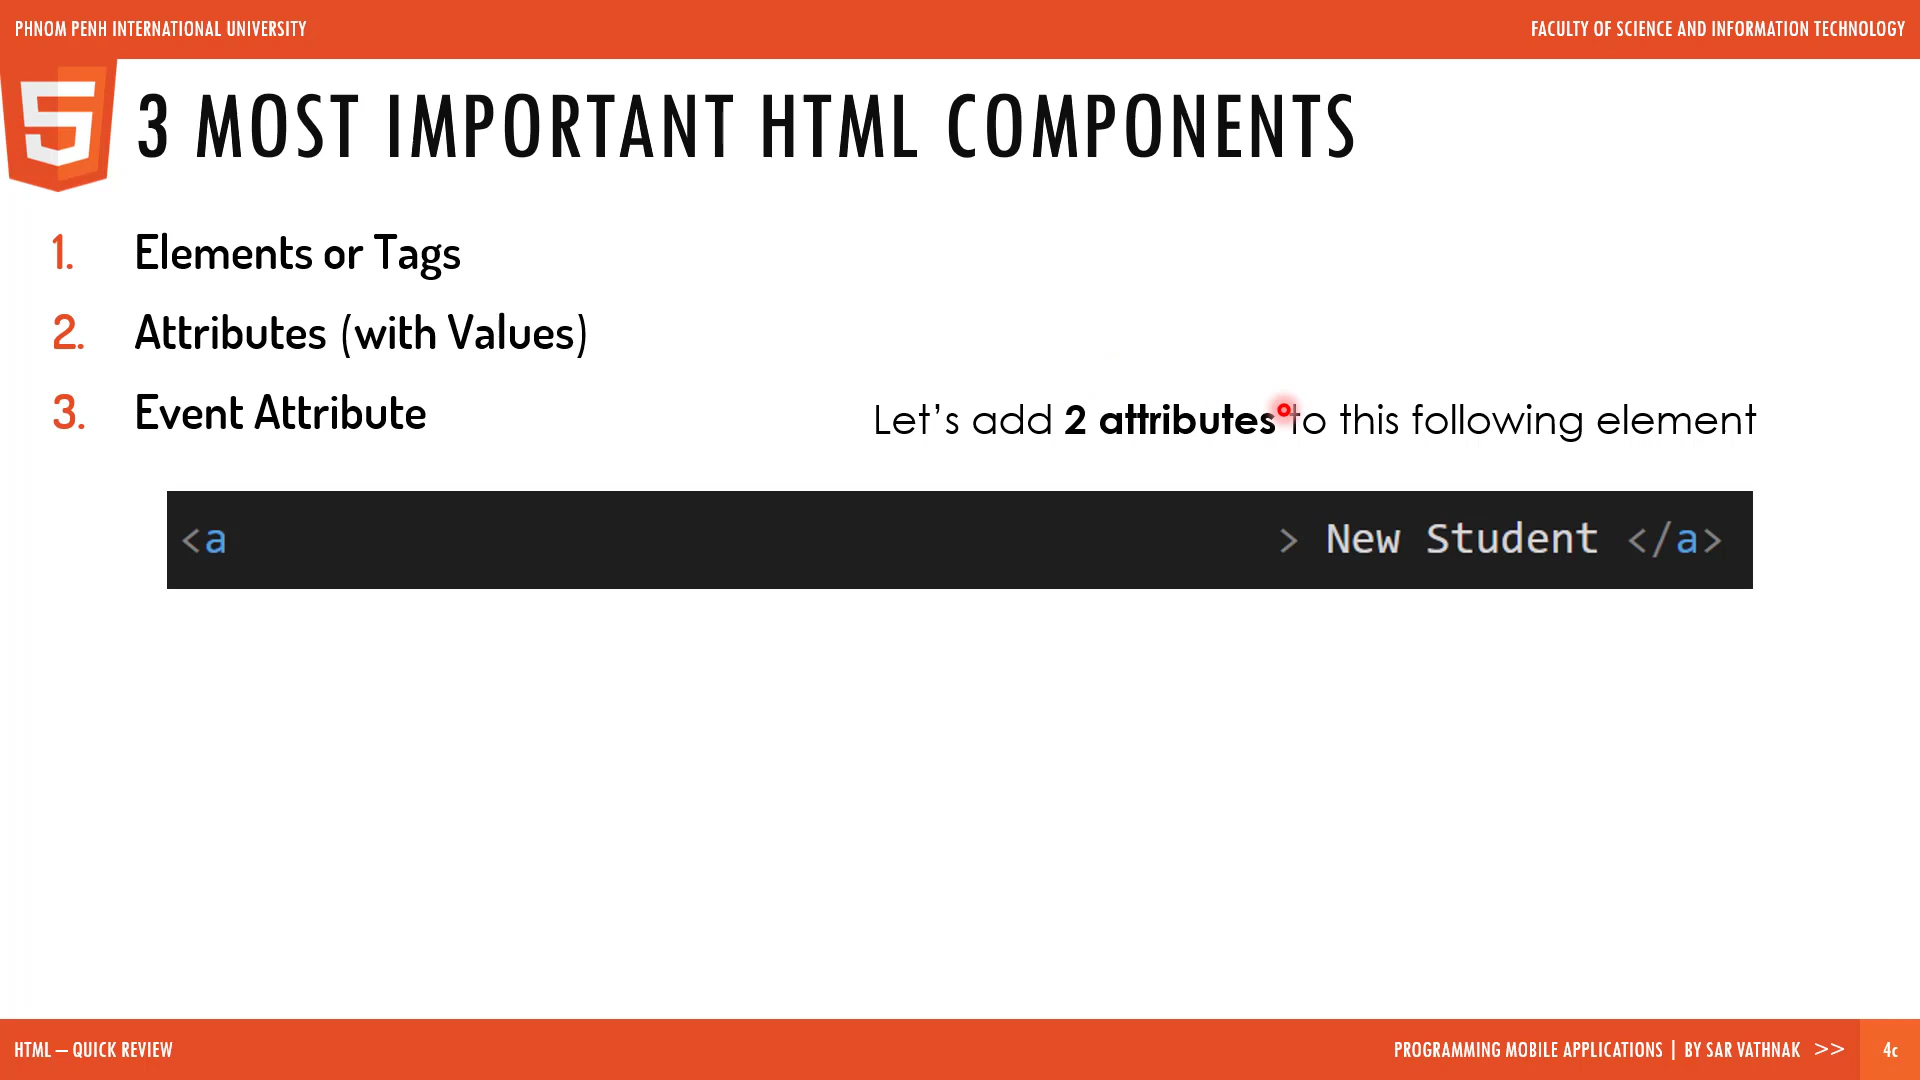 PHNOM PENH INTERNATIONAL UNIVERSITY
FACULTY OF SCIENCE AND INFORMATION TECHNOLOGY
3 MOST IMPORTANT HTML COMPONENTS
1. Elements or Tags
2. Attributes (with Values)
3. Event Attribute
Let’s add 2 attributes to this following element
<a > New Student </a>
HTML – QUICK REVIEW
PROGRAMMING MOBILE APPLICATIONS | BY SAR VATHNAK >> 4c